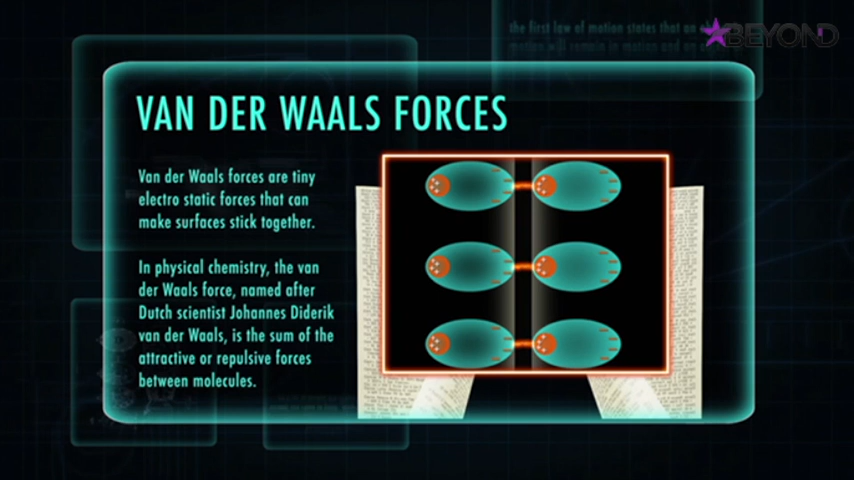 the first law of motion states that an
motion will remain in motion and
BEYOND
VAN DER WAALS FORCES
Van der Waals forces are tiny
electro static forces that can
make surfaces stick together.
In physical chemistry, the van
der Waals force, named after
Dutch scientist Johannes Diderik
van der Waals, is the sum of the
attractive or repulsive forces
between molecules.